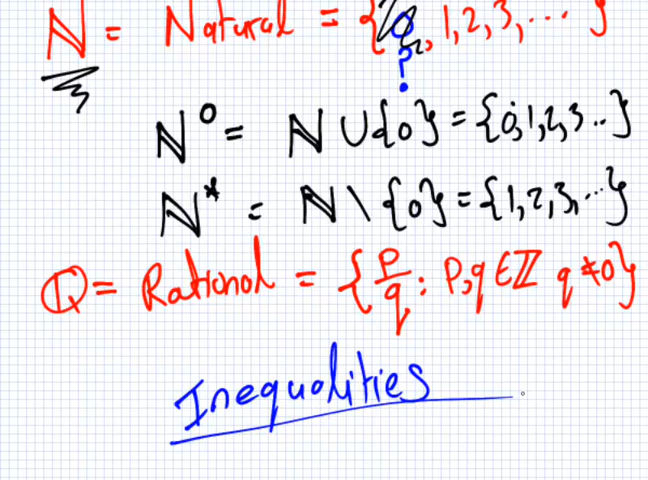 ℕ = Natural = {0, 1, 2, 3, ... }
?
ℕ⁰ = ℕ ∪ {0} = {0, 1, 2, 3 .. }
ℕ* = ℕ \ {0} = {1, 2, 3, ... }
ℚ = Rational = { p/q : p, q ∈ ℤ q ≠ 0 }
Inequalities